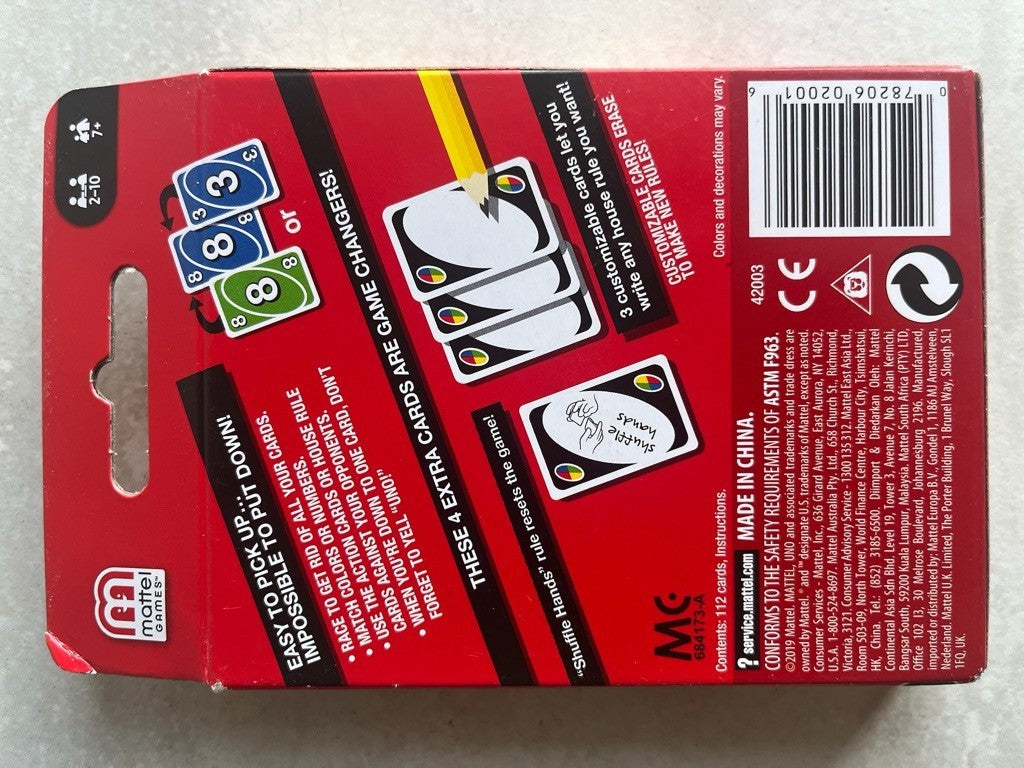 mattel
GAMES™
2-10
7+
EASY TO PICK UP...
IMPOSSIBLE TO PUT DOWN!
• RACE TO GET RID OF ALL YOUR CARDS.
• MATCH COLORS OR NUMBERS.
• USE THE ACTION CARDS OR HOUSE RULE
CARDS AGAINST OPPONENTS.
• WHEN YOU'RE DOWN TO ONE CARD, DON'T
FORGET TO YELL "UNO!"
8
8
8
8
8
3
3
3
or
THESE 4 EXTRA CARDS ARE GAME CHANGERS!
"Shuffle Hands" rule resets the game!
shuffle
hands
3 customizable cards let you
write any house rule you want!
CUSTOMIZABLE CARDS ERASE
TO MAKE NEW RULES!
MC
684173-A
Contents: 112 cards, Instructions.
Colors and decorations may vary.
? service.mattel.com MADE IN CHINA.
42003
CE
CONFORMS TO THE SAFETY REQUIREMENTS OF ASTM F963.
©2019 Mattel. MATTEL, UNO and associated trademarks and trade dress are
owned by Mattel. ® and ™ designate U.S. trademarks of Mattel, except as noted.
Consumer Services - Mattel, Inc., 636 Girard Avenue, East Aurora, NY 14052,
U.S.A. 1-800-524-8697. Mattel Australia Pty., Ltd., 658 Church St., Richmond,
Victoria, 3121. Consumer Advisory Service - 1300 135 312. Mattel East Asia Ltd.,
Room 503-09, North Tower, World Finance Centre, Harbour City, Tsimshatsui,
HK, China. Tel.: (852) 3185-6500. Diimport & Diedarkan Oleh: Mattel
Continental Asia Sdn Bhd. Level 19, Tower 3, Avenue 7, No. 8 Jalan Kerinchi,
Bangsar South, 59200 Kuala Lumpur, Malaysia. Mattel South Africa (PTY) LTD,
Office 102 I3, 30 Melrose Boulevard, Johannesburg 2196. Manufactured,
imported or distributed by: Mattel Europa B.V., Gondel 1, 1186 MJ Amstelveen,
Nederland. Mattel U.K. Limited, The Porter Building, 1 Brunel Way, Slough SL1
1FQ, UK.
0 78206 02001 6